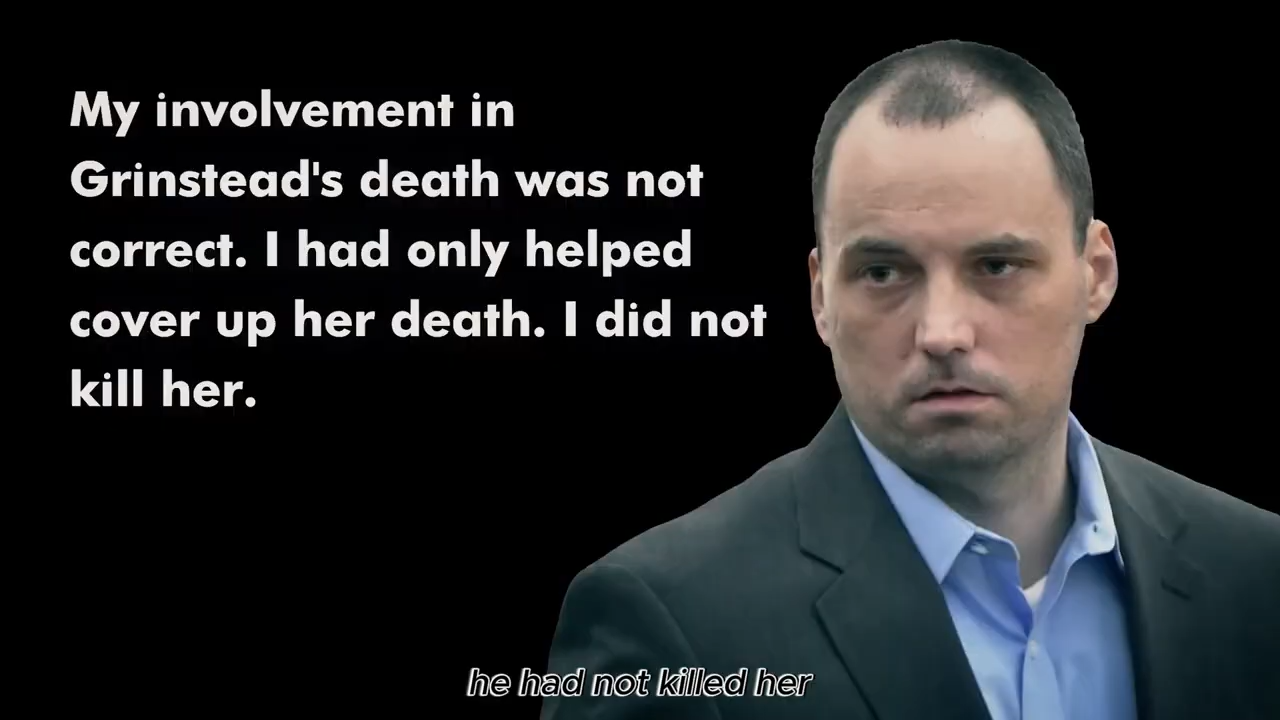 My involvement in
Grinstead's death was not
correct. I had only helped
cover up her death. I did not
kill her.
he had not killed her